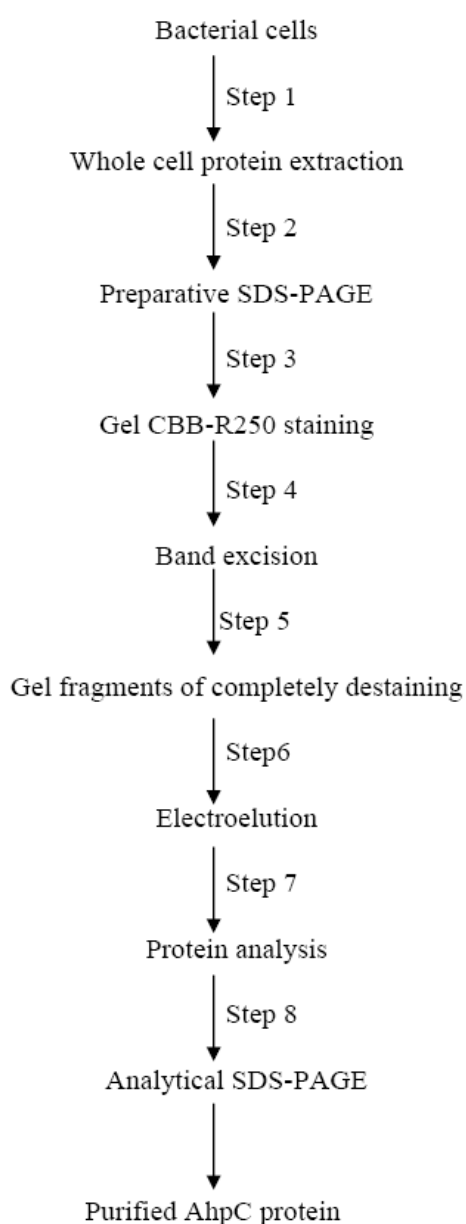 Bacterial cells
Step 1
Whole cell protein extraction
Step 2
Preparative SDS-PAGE
Step 3
Gel CBB-R250 staining
Step 4
Band excision
Step 5
Gel fragments of completely destaining
Step6
Electroelution
Step 7
Protein analysis
Step 8
Analytical SDS-PAGE
Purified AhpC protein